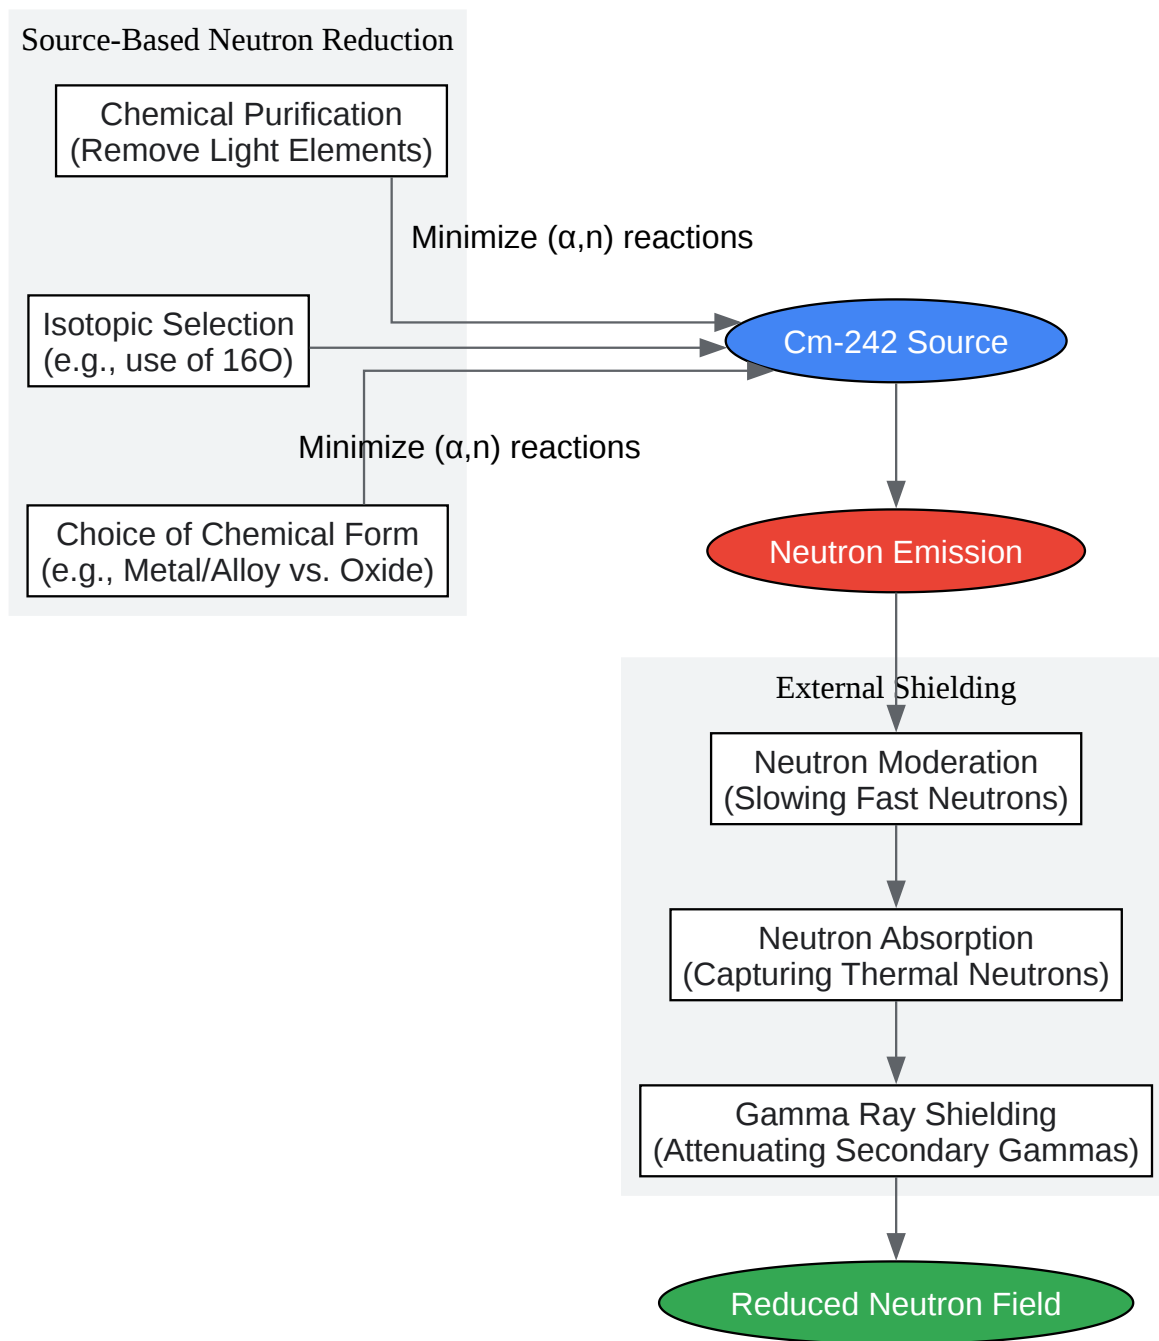 Source-Based Neutron Reduction
Chemical Purification
(Remove Light Elements)
Minimize (α,n) reactions
Isotopic Selection
(e.g., use of 16O)
Cm-242 Source
Minimize (α,n) reactions
Choice of Chemical Form
(e.g., Metal/Alloy vs. Oxide)
Neutron Emission
External Shielding
Neutron Moderation
(Slowing Fast Neutrons)
Neutron Absorption
(Capturing Thermal Neutrons)
Gamma Ray Shielding
(Attenuating Secondary Gammas)
Reduced Neutron Field